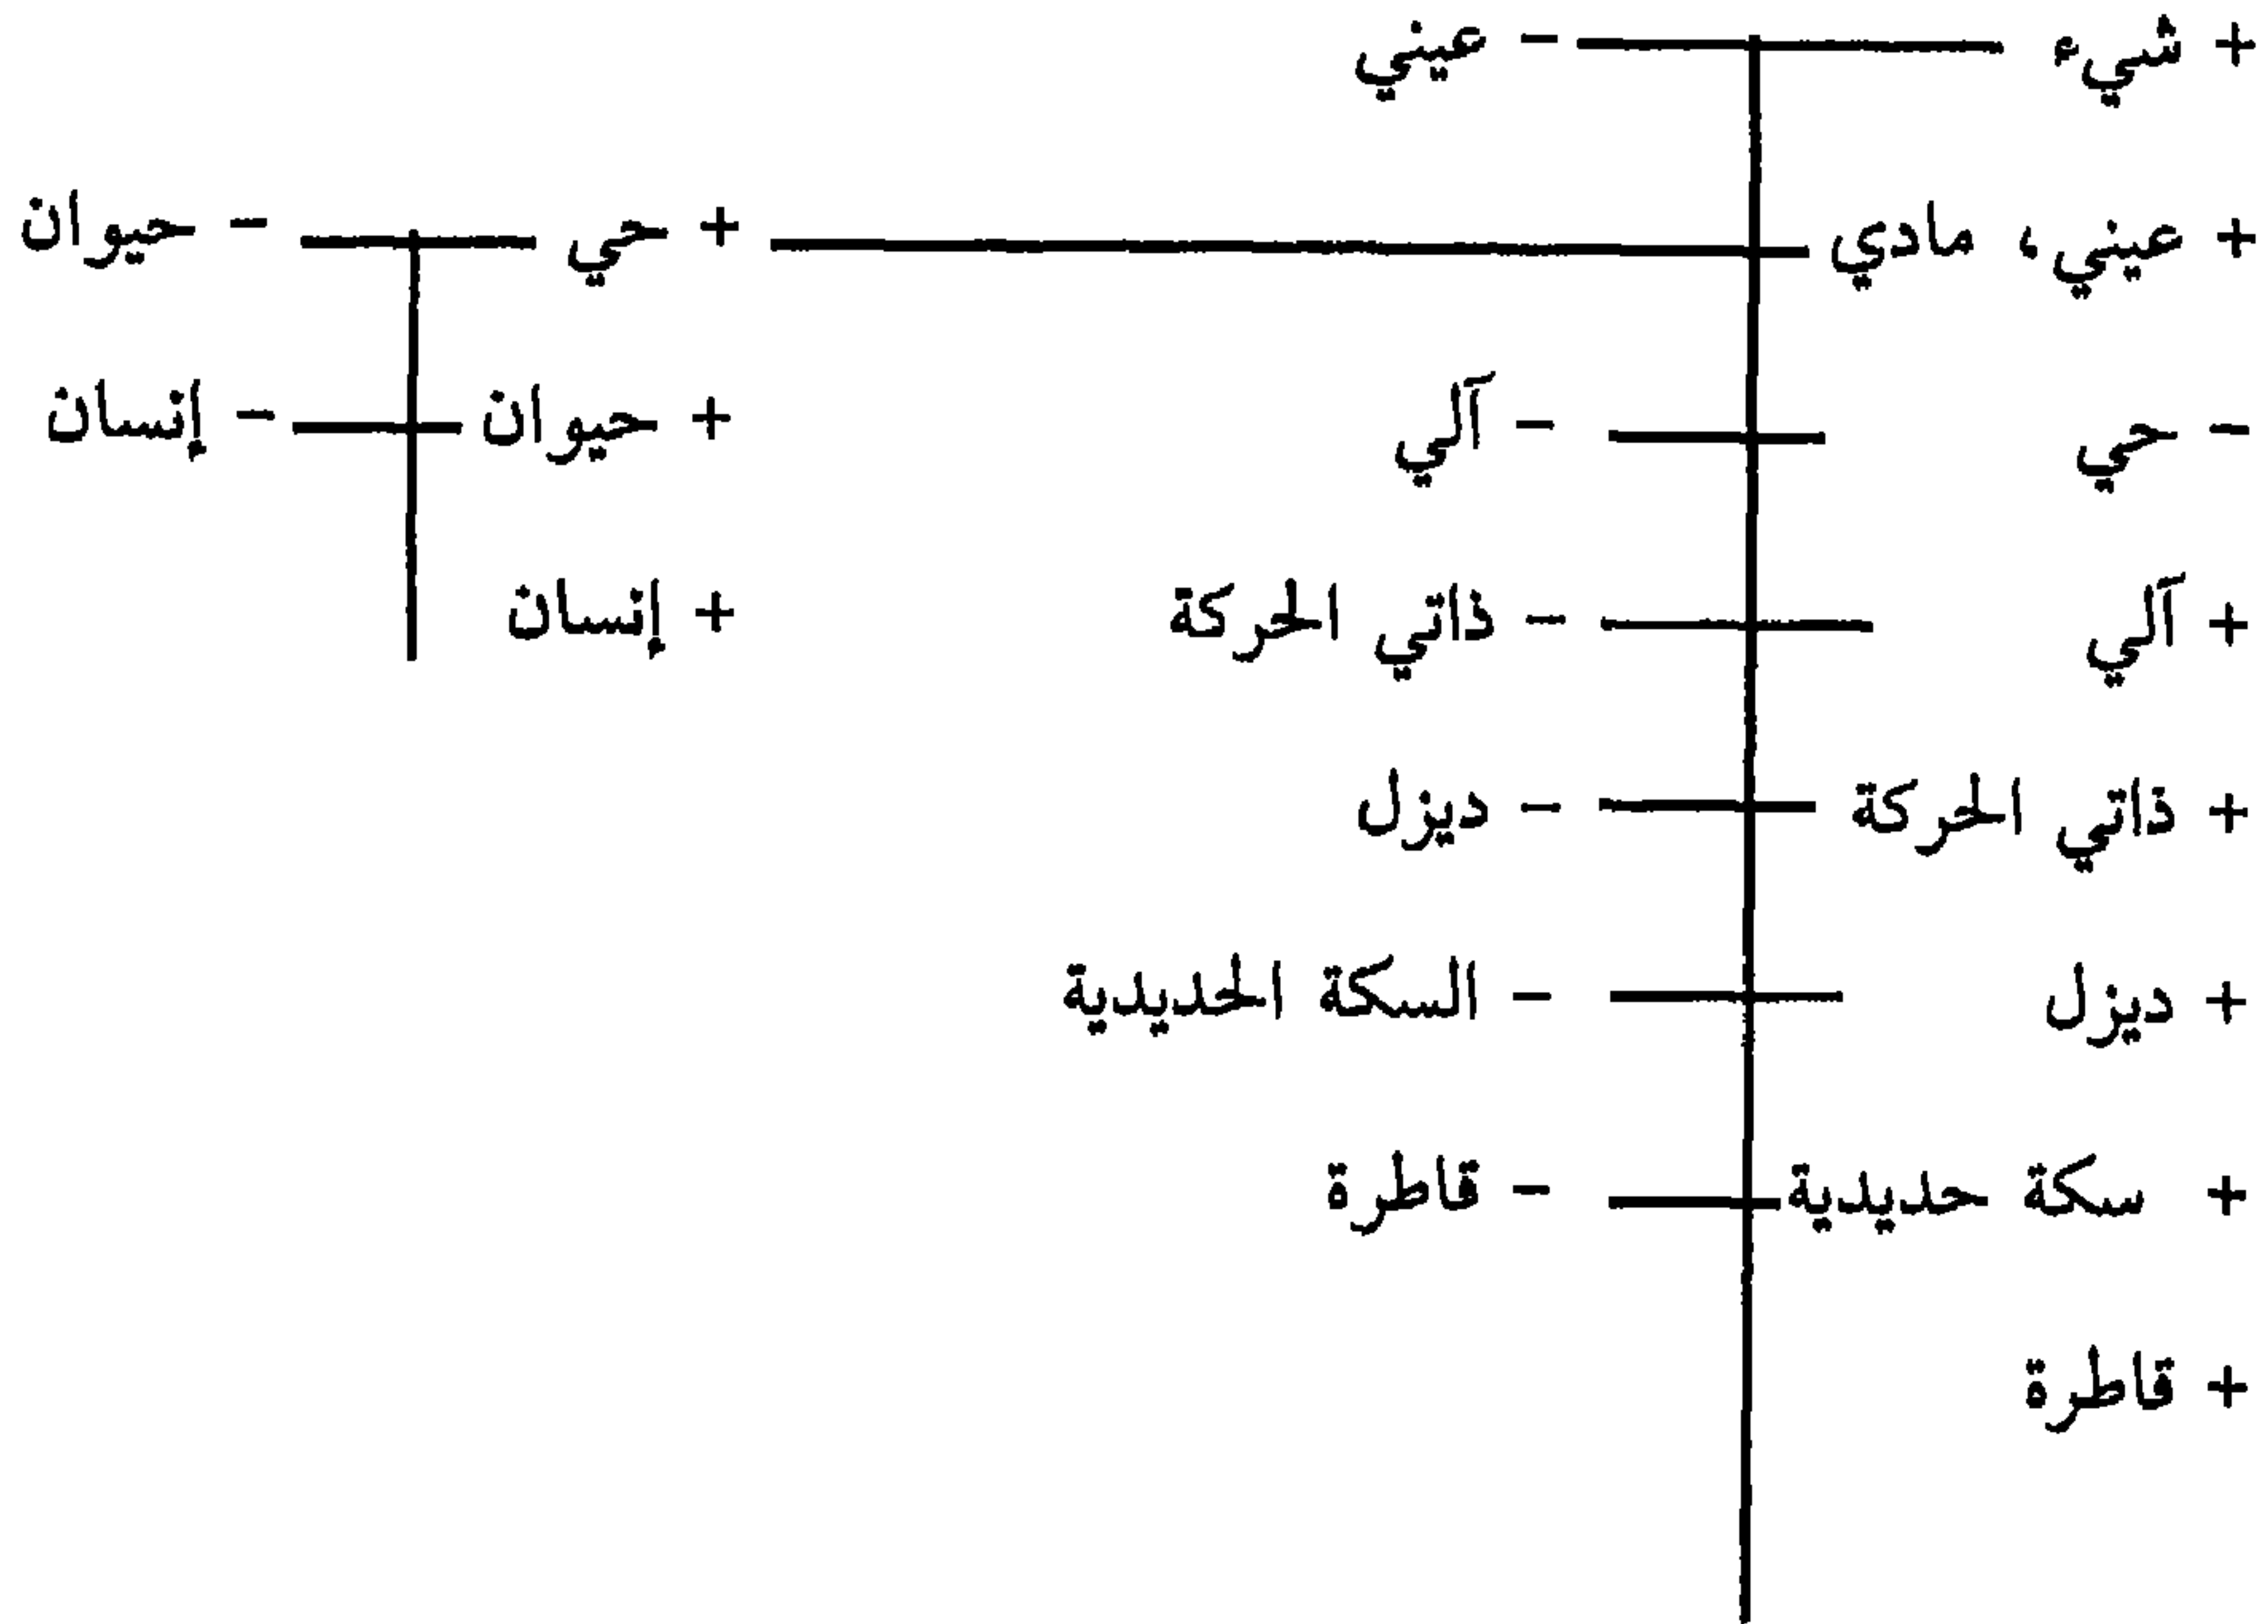 + شيء - عيني
+ عيني، مادي + حي - حيوان
- حي - آلي + حيوان - إنسان
+ آلي - ذاتي الحركة + إنسان
+ ذاتي الحركة - ديزل
+ ديزل - السكة الحديدية
+ سكة حديدية - قاطرة
+ قاطرة